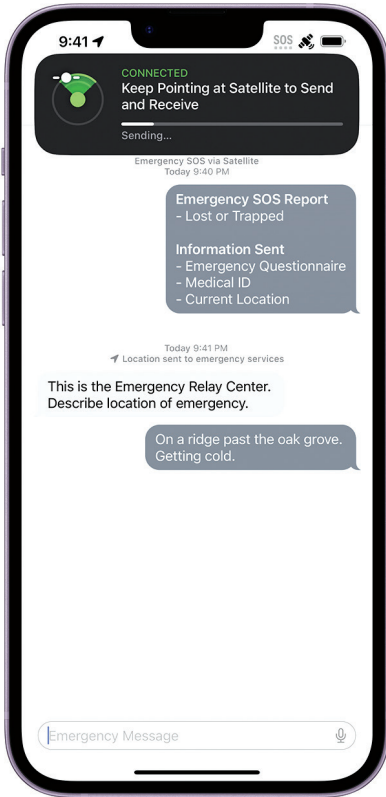 9:41
SOS
CONNECTED
Keep Pointing at Satellite to Send
and Receive
Sending...
Emergency SOS via Satellite
Today 9:40 PM
Emergency SOS Report
- Lost or Trapped
Information Sent
- Emergency Questionnaire
- Medical ID
- Current Location
Today 9:41 PM
Location sent to emergency services
This is the Emergency Relay Center.
Describe location of emergency.
On a ridge past the oak grove.
Getting cold.
Emergency Message